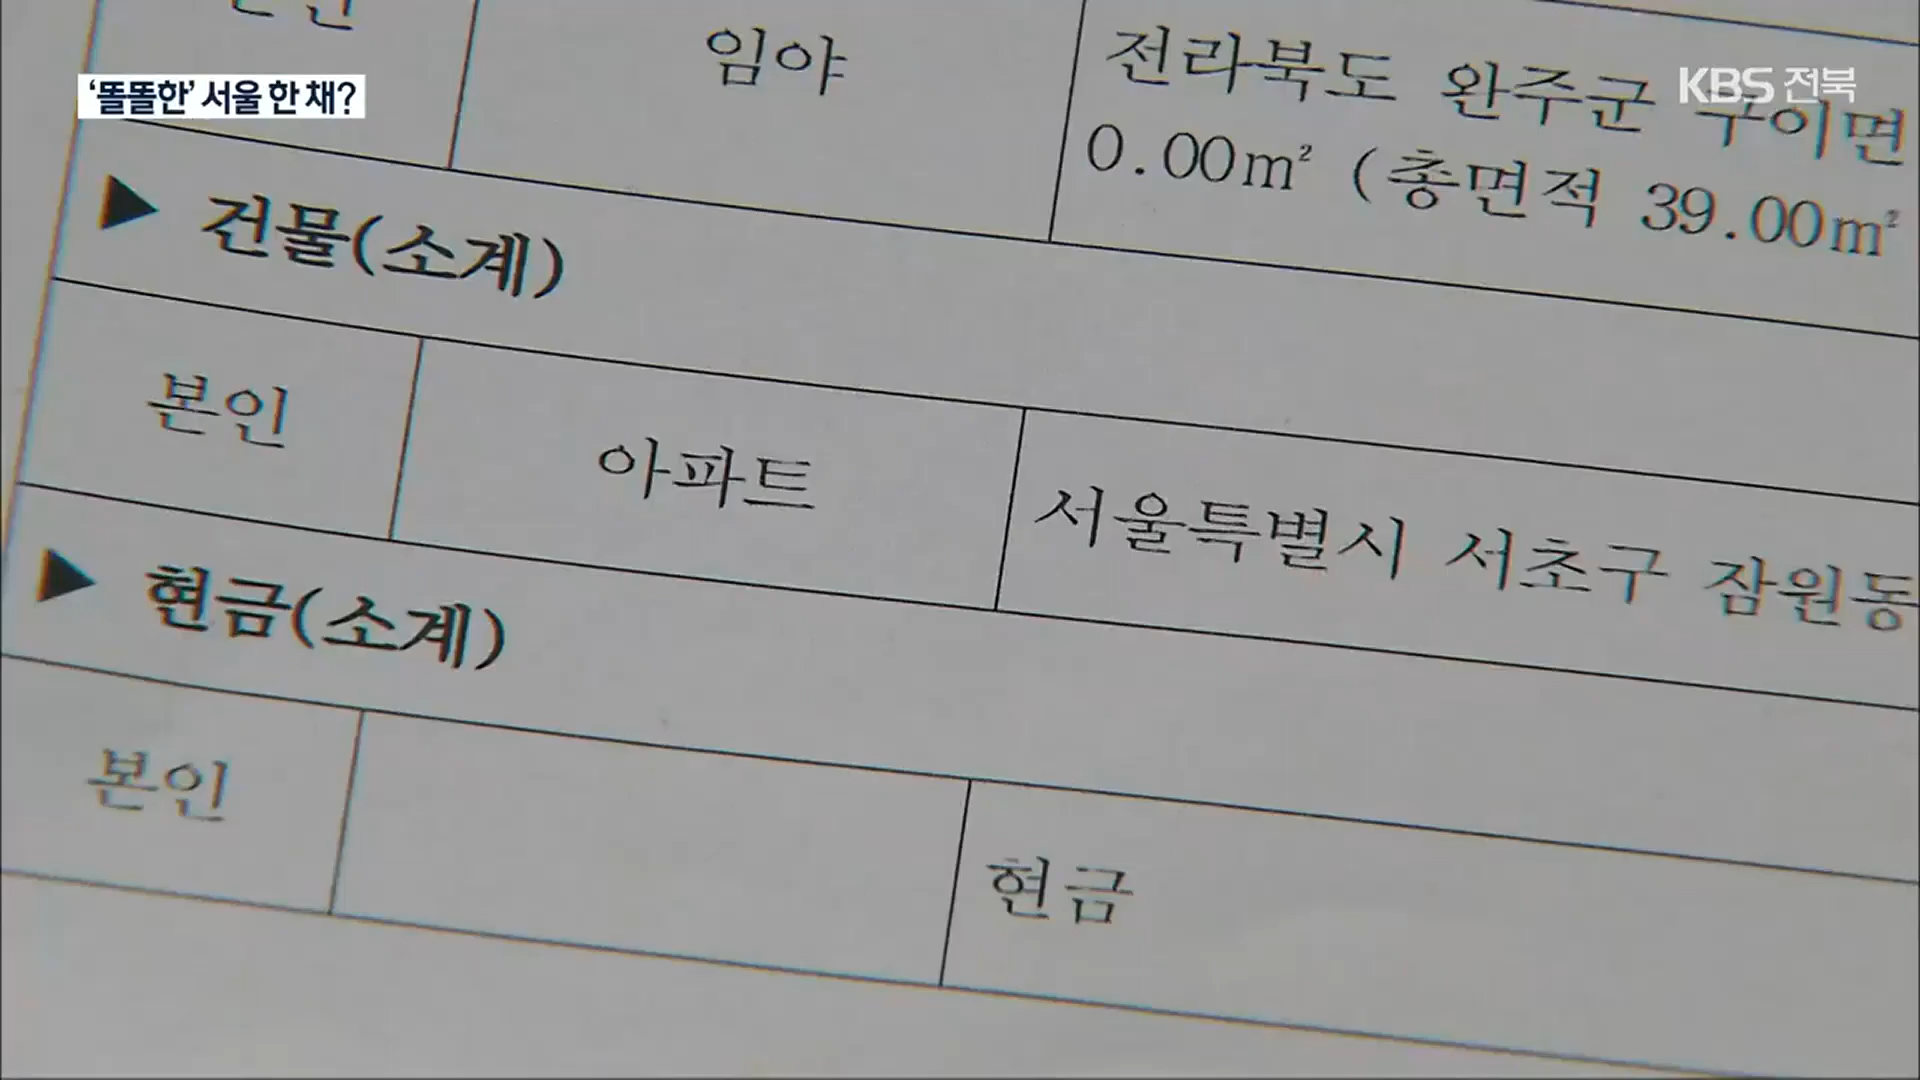 '똘똘한' 서울 한 채?
KBS 전북
본인
임야
전라북도 완주군 구이면
0.00㎡ (총면적 39.00㎡
▶ 건물(소계)
본인
아파트
서울특별시 서초구 잠원동
▶ 현금(소계)
본인
현금